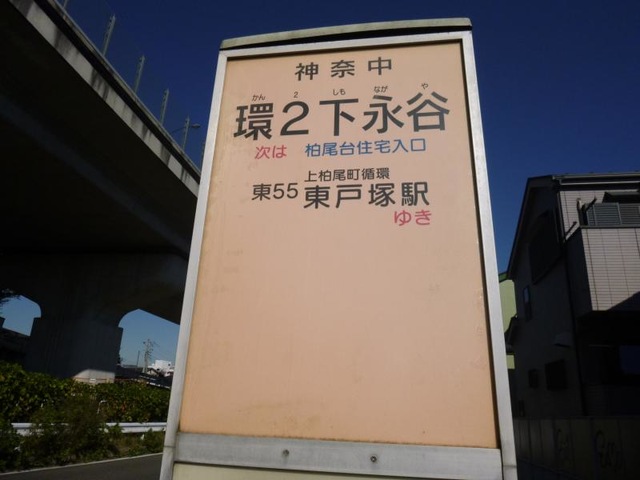 神奈中
かん 2 しも なが や
環2下永谷
次は 柏尾台住宅入口
上柏尾町循環
東55 東戸塚駅
ゆき